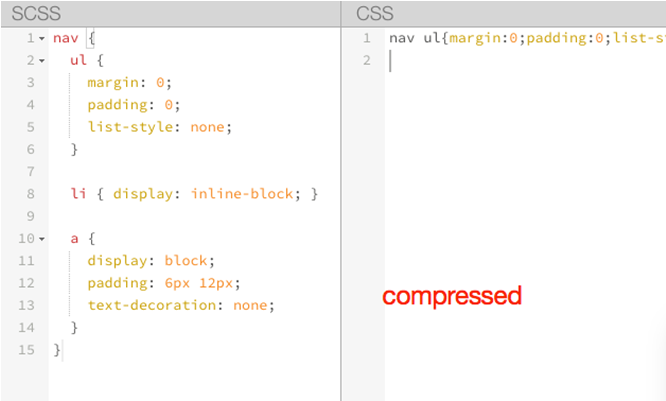 SCSS
1 nav {
2 ul {
3 margin: 0;
4 padding: 0;
5 list-style: none;
6 }
7
8 li { display: inline-block; }
9
10 a {
11 display: block;
12 padding: 6px 12px;
13 text-decoration: none;
14 }
15 }
CSS
1 nav ul{margin:0;padding:0;list-s
2
compressed